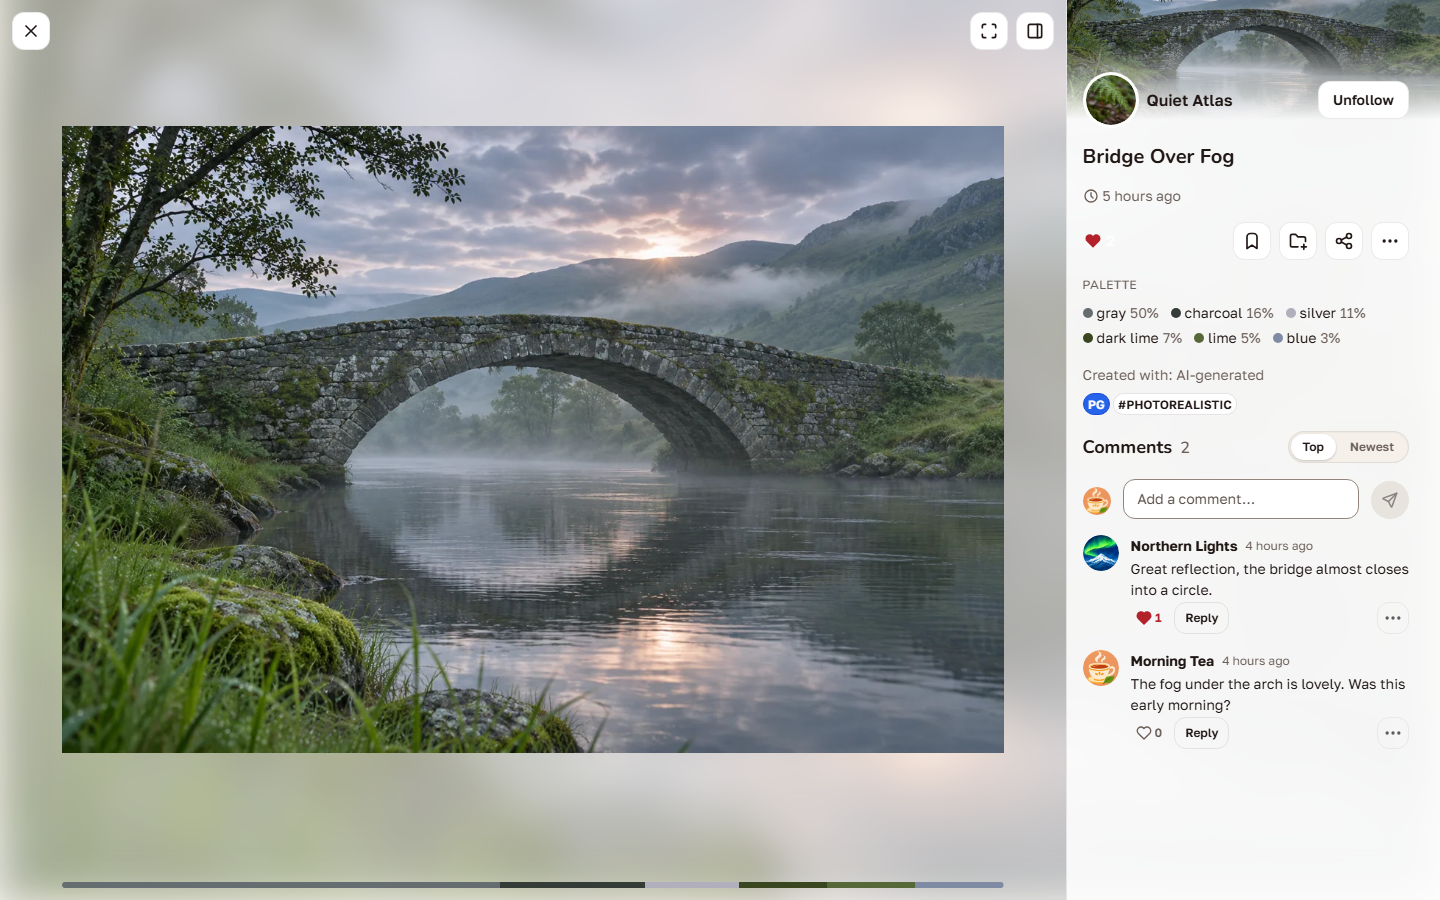 Quiet Atlas
Unfollow
Bridge Over Fog
5 hours ago
2
PALETTE
gray 50% charcoal 16% silver 11%
dark lime 7% lime 5% blue 3%
Created with: AI-generated
PG #PHOTOREALISTIC
Comments 2
Top Newest
Add a comment...
Northern Lights 4 hours ago
Great reflection, the bridge almost closes
into a circle.
1 Reply
Morning Tea 4 hours ago
The fog under the arch is lovely. Was this
early morning?
0 Reply